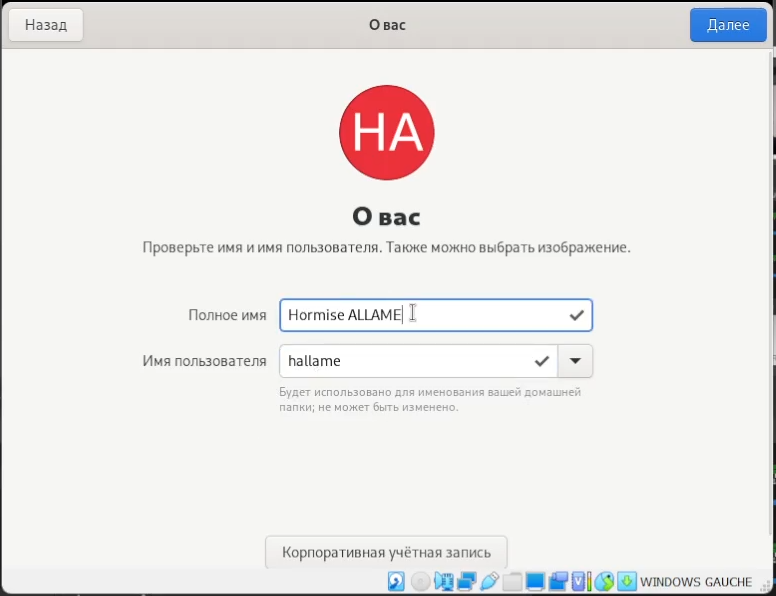 Назад
О вас
Далее
HA
О вас
Проверьте имя и имя пользователя. Также можно выбрать изображение.
Полное имя
Hormise ALLAME
Имя пользователя
hallame
Будет использовано для именования вашей домашней
папки; не может быть изменено.
Корпоративная учётная запись
WINDOWS GAUCHE